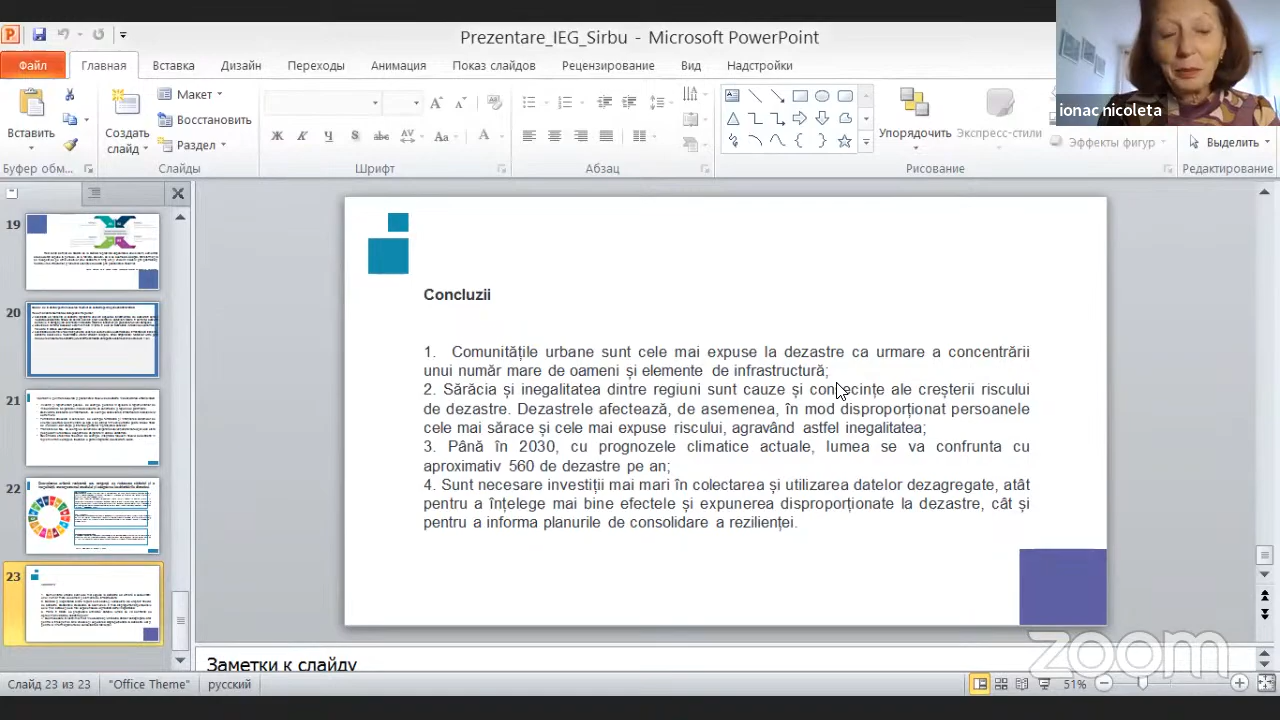 Prezentare_IEG_Sirbu - Microsoft PowerPoint
Файл Главная Вставка Дизайн Переходы Анимация Показ слайдов Рецензирование Вид Надстройки
ionac nicoleta
Вставить
Буфер обм...
Создать слайд
Макет
Восстановить
Раздел
Слайды
Ж К Ч S abc AV Aa A
Шрифт
Абзац
Упорядочить
Экспресс-стили
Эффекты фигур
Рисование
Выделить
Редактирование
19
20
21
22
23
Concluzii
1. Comunitățile urbane sunt cele mai expuse la dezastre ca urmare a concentrării
unui număr mare de oameni și elemente de infrastructură;
2. Sărăcia și inegalitatea dintre regiuni sunt cauze și consecințe ale creșterii riscului
de dezastre. Dezastrele afectează, de asemenea, în mod disproporționat persoanele
cele mai sărace și cele mai expuse riscului, agravând astfel inegalitatea;
3. Până în 2030, cu prognozele climatice actuale, lumea se va confrunta cu
aproximativ 560 de dezastre pe an;
4. Sunt necesare investiții mai mari în colectarea și utilizarea datelor dezagregate, atât
pentru a înțelege mai bine efectele și expunerea disproporționate la dezastre, cât și
pentru a informa planurile de consolidare a rezilienței.
zoom
Заметки к слайду
Слайд 23 из 23 "Office Theme" русский 51%